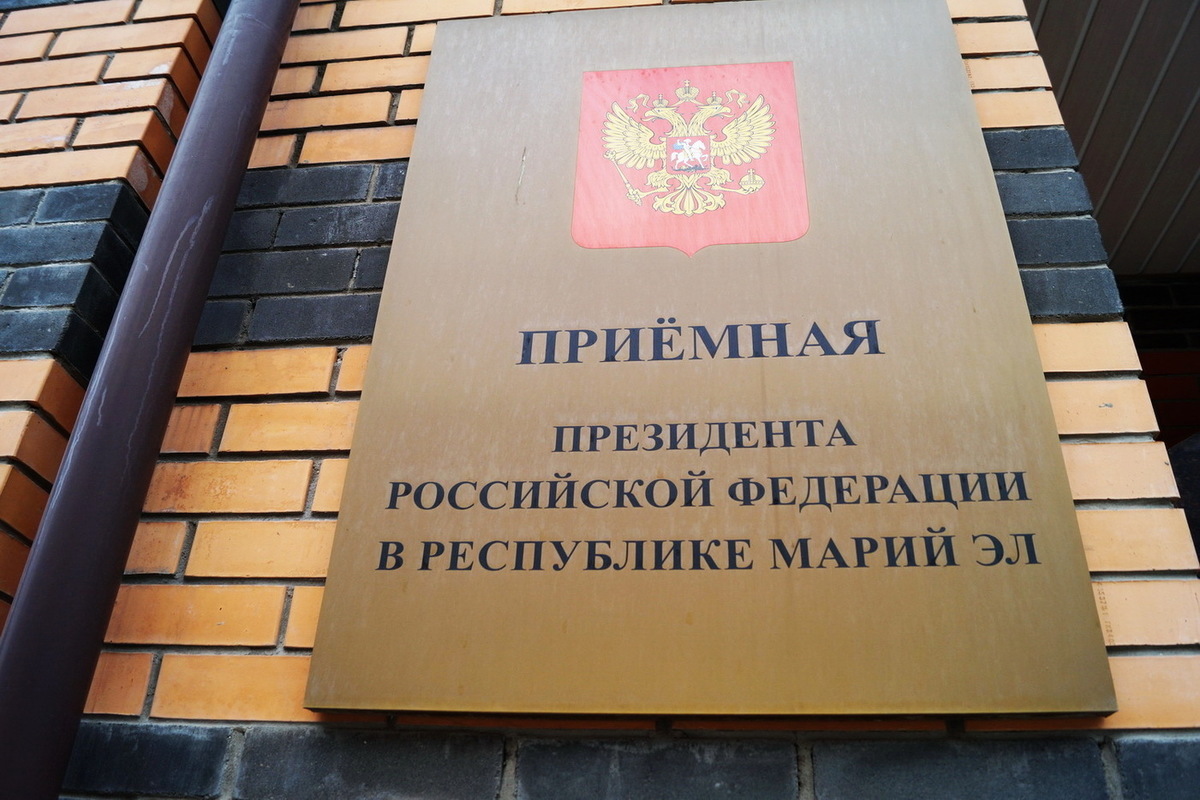 ПРИЁМНАЯ
ПРЕЗИДЕНТА
РОССИЙСКОЙ ФЕДЕРАЦИИ
В РЕСПУБЛИКЕ МАРИЙ ЭЛ